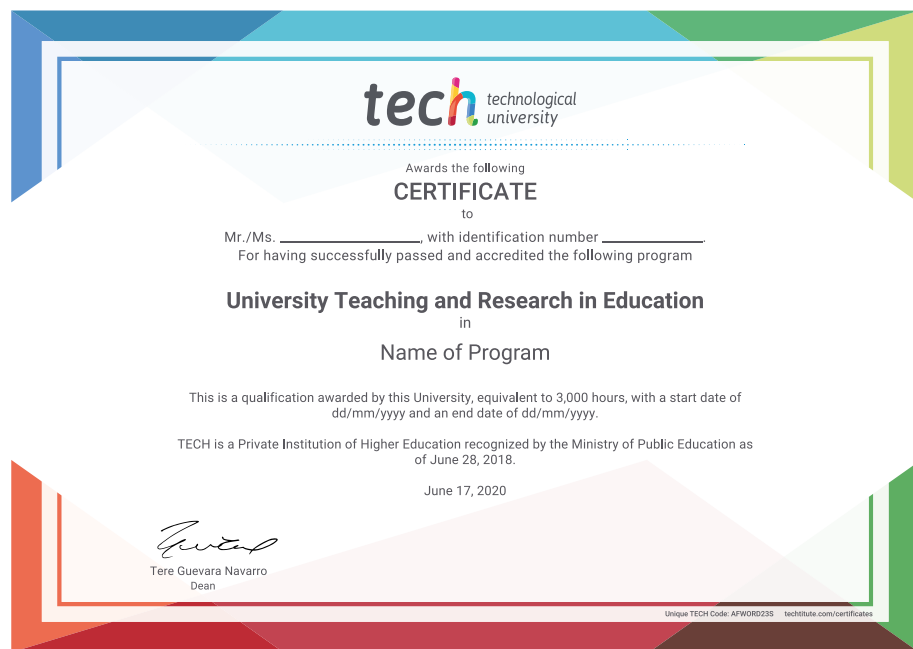 tech technological
university
Awards the following
CERTIFICATE
to
Mr./Ms. ____________________, with identification number ______________.
For having successfully passed and accredited the following program
University Teaching and Research in Education
in
Name of Program
This is a qualification awarded by this University, equivalent to 3,000 hours, with a start date of
dd/mm/yyyy and an end date of dd/mm/yyyy.
TECH is a Private Institution of Higher Education recognized by the Ministry of Public Education as
of June 28, 2018.
June 17, 2020
Tere Guevara Navarro
Dean
Unique TECH Code: AFWORD23S techtitute.com/certificates